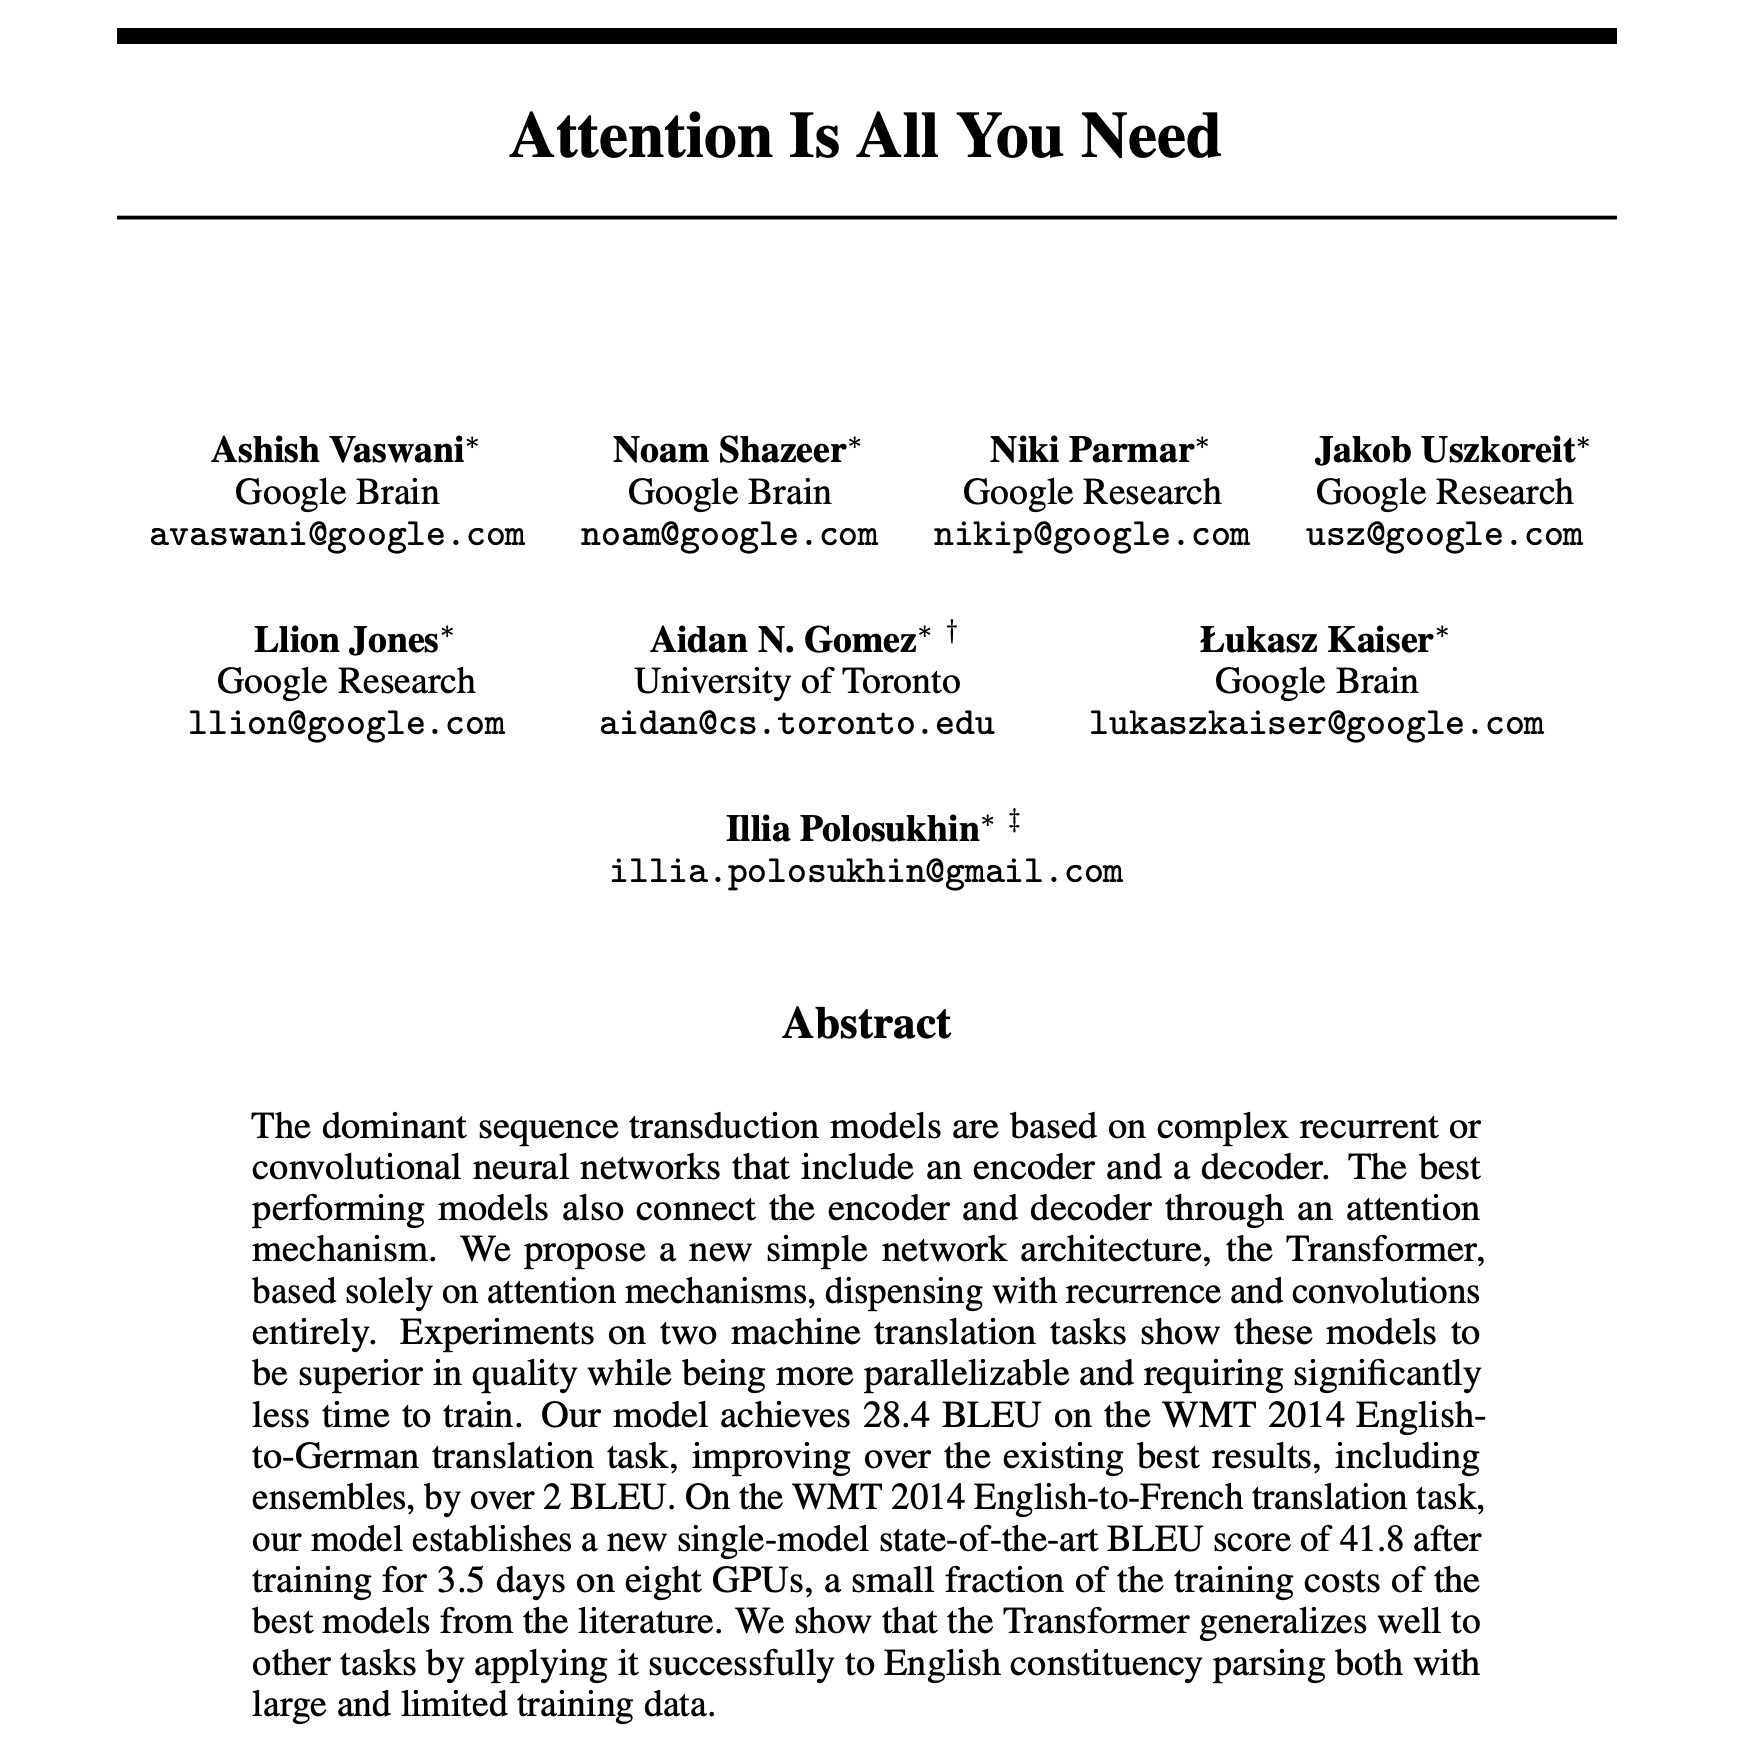 Attention Is All You Need
Ashish Vaswani∗ Noam Shazeer∗ Niki Parmar∗ Jakob Uszkoreit∗
Google Brain Google Brain Google Research Google Research
avaswani@google.com noam@google.com nikip@google.com usz@google.com
Llion Jones∗ Aidan N. Gomez∗ † Łukasz Kaiser∗
Google Research University of Toronto Google Brain
llion@google.com aidan@cs.toronto.edu lukaszkaiser@google.com
Illia Polosukhin∗ ‡
illia.polosukhin@gmail.com
Abstract
The dominant sequence transduction models are based on complex recurrent or
convolutional neural networks that include an encoder and a decoder. The best
performing models also connect the encoder and decoder through an attention
mechanism. We propose a new simple network architecture, the Transformer,
based solely on attention mechanisms, dispensing with recurrence and convolutions
entirely. Experiments on two machine translation tasks show these models to
be superior in quality while being more parallelizable and requiring significantly
less time to train. Our model achieves 28.4 BLEU on the WMT 2014 English-
to-German translation task, improving over the existing best results, including
ensembles, by over 2 BLEU. On the WMT 2014 English-to-French translation task,
our model establishes a new single-model state-of-the-art BLEU score of 41.8 after
training for 3.5 days on eight GPUs, a small fraction of the training costs of the
best models from the literature. We show that the Transformer generalizes well to
other tasks by applying it successfully to English constituency parsing both with
large and limited training data.